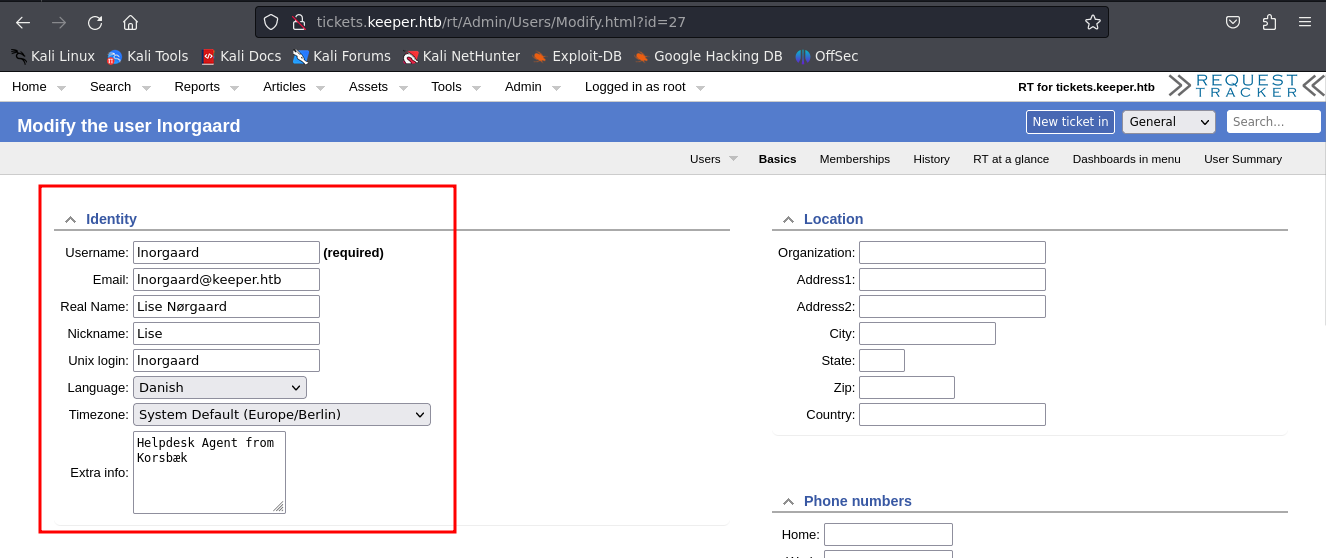 tickets.keeper.htb/rt/Admin/Users/Modify.html?id=27
Kali Linux Kali Tools Kali Docs Kali Forums Kali NetHunter Exploit-DB Google Hacking DB OffSec
Home Search Reports Articles Assets Tools Admin Logged in as root RT for tickets.keeper.htb REQUEST
TRACKER
Modify the user lnorgaard New ticket in General Search...
Users Basics Memberships History RT at a glance Dashboards in menu User Summary
Identity
Username: lnorgaard (required)
Email: lnorgaard@keeper.htb
Real Name: Lise Nørgaard
Nickname: Lise
Unix login: lnorgaard
Language: Danish
Timezone: System Default (Europe/Berlin)
Extra info: Helpdesk Agent from
Korsbæk
Location
Organization:
Address1:
Address2:
City:
State:
Zip:
Country:
Phone numbers
Home: